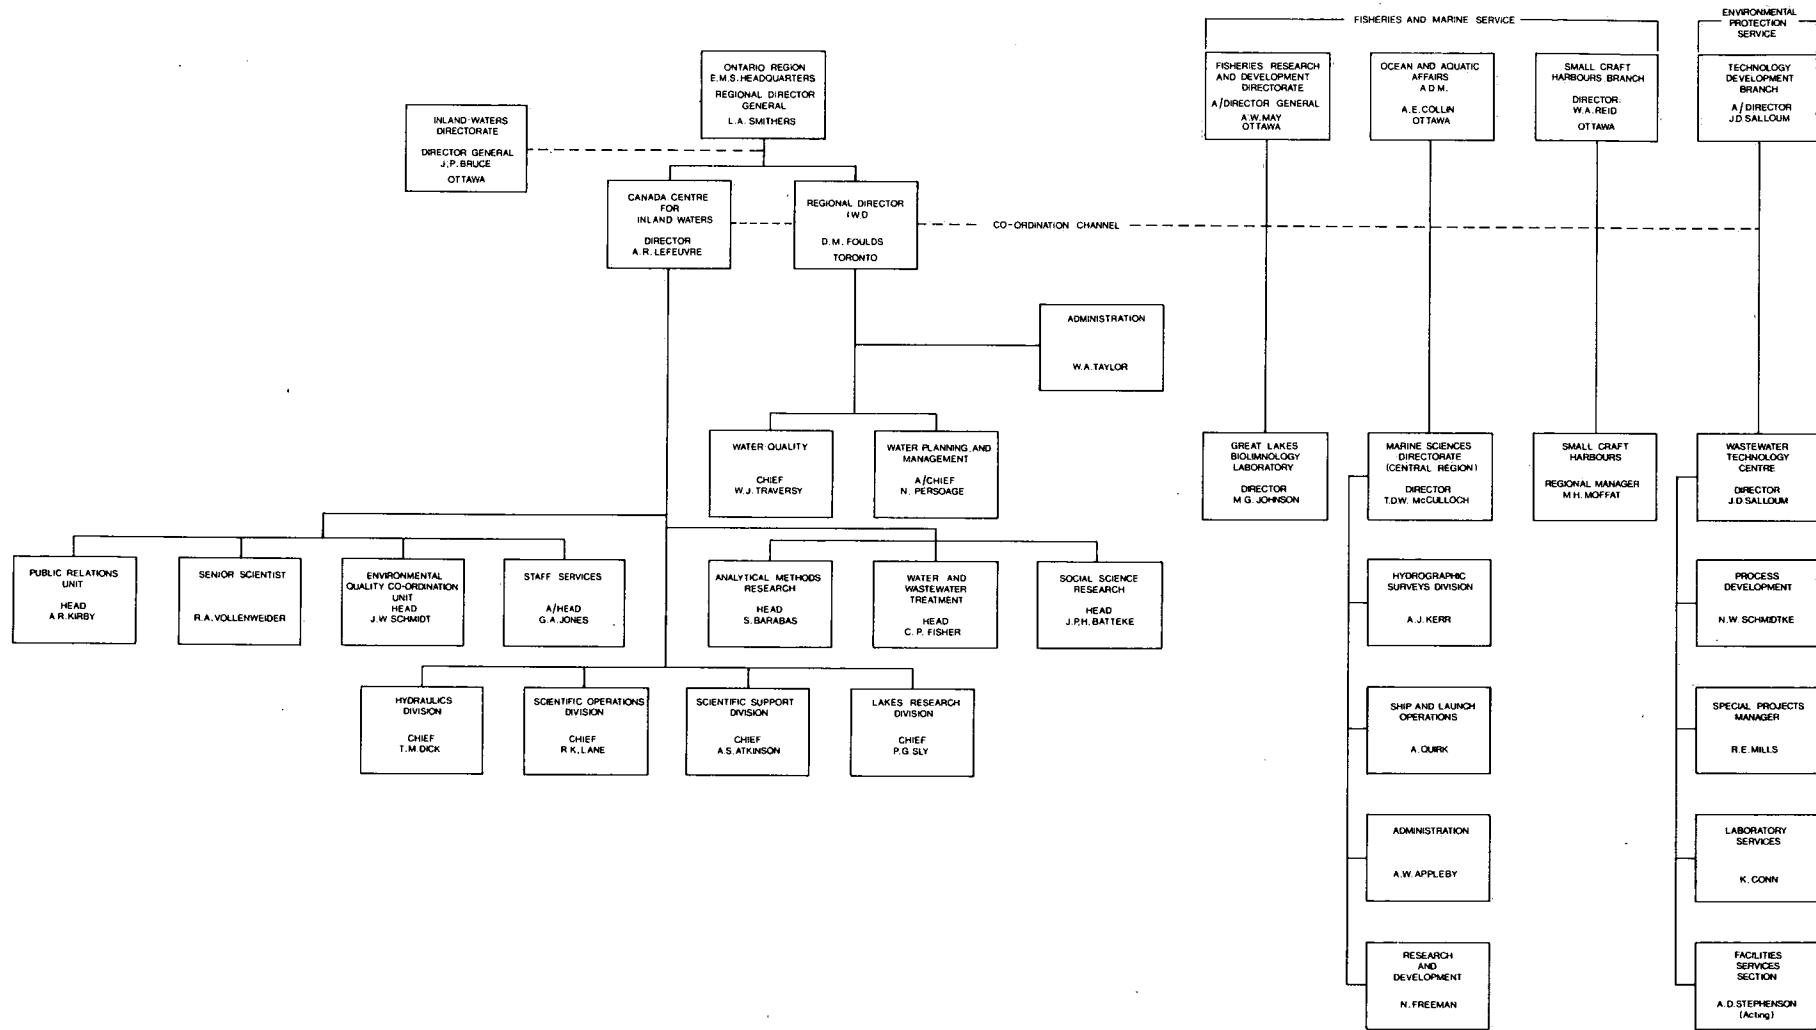 FISHERIES AND MARINE SERVICE
ENVIRONMENTAL
PROTECTION
SERVICE
ONTARIO REGION
E.M.S. HEADQUARTERS
REGIONAL DIRECTOR
GENERAL
L.A. SMITHERS
INLAND WATERS
DIRECTORATE
DIRECTOR GENERAL
J.P. BRUCE
OTTAWA
FISHERIES RESEARCH
AND DEVELOPMENT
DIRECTORATE
A/DIRECTOR GENERAL
A.W. MAY
OTTAWA
OCEAN AND AQUATIC
AFFAIRS
A.D.M.
A.E. COLLIN
OTTAWA
SMALL CRAFT
HARBOURS BRANCH
DIRECTOR:
W.A. REID
OTTAWA
TECHNOLOGY
DEVELOPMENT
BRANCH
A/DIRECTOR
J.D. SALLOUM
CANADA CENTRE
FOR
INLAND WATERS
DIRECTOR
A.R. LEFEUVRE
REGIONAL DIRECTOR
I.W.D
D.M. FOULDS
TORONTO
CO-ORDINATION CHANNEL
ADMINISTRATION
W.A. TAYLOR
WATER QUALITY
CHIEF
W.J. TRAVERSY
WATER PLANNING AND
MANAGEMENT
A/CHIEF
N. PERSOAGE
GREAT LAKES
BIOLIMNOLOGY
LABORATORY
DIRECTOR
M.G. JOHNSON
MARINE SCIENCES
DIRECTORATE
(CENTRAL REGION)
DIRECTOR
T.D.W. McCULLOCH
SMALL CRAFT
HARBOURS
REGIONAL MANAGER
M.H. MOFFAT
WASTEWATER
TECHNOLOGY
CENTRE
DIRECTOR
J.D. SALLOUM
PUBLIC RELATIONS
UNIT
HEAD
A.R. KIRBY
SENIOR SCIENTIST
R.A. VOLLENWEIDER
ENVIRONMENTAL
QUALITY CO-ORDINATION
UNIT
HEAD
J.W. SCHMIDT
STAFF SERVICES
A/HEAD
G.A. JONES
ANALYTICAL METHODS
RESEARCH
HEAD
S. BARABAS
WATER AND
WASTEWATER
TREATMENT
HEAD
C.P. FISHER
SOCIAL SCIENCE
RESEARCH
HEAD
J.P.H. BATTEKE
HYDROGRAPHIC
SURVEYS DIVISION
A.J. KERR
PROCESS
DEVELOPMENT
N.W. SCHMIDTKE
HYDRAULICS
DIVISION
CHIEF
T.M. DICK
SCIENTIFIC OPERATIONS
DIVISION
CHIEF
R.K. LANE
SCIENTIFIC SUPPORT
DIVISION
CHIEF
A.S. ATKINSON
LAKES RESEARCH
DIVISION
CHIEF
P.G. SLY
SHIP AND LAUNCH
OPERATIONS
A. QUIRK
SPECIAL PROJECTS
MANAGER
R.E. MILLS
ADMINISTRATION
A.W. APPLEBY
LABORATORY
SERVICES
K. CONN
RESEARCH
AND
DEVELOPMENT
N. FREEMAN
FACILITIES
SERVICES
SECTION
A.D. STEPHENSON
(Acting)